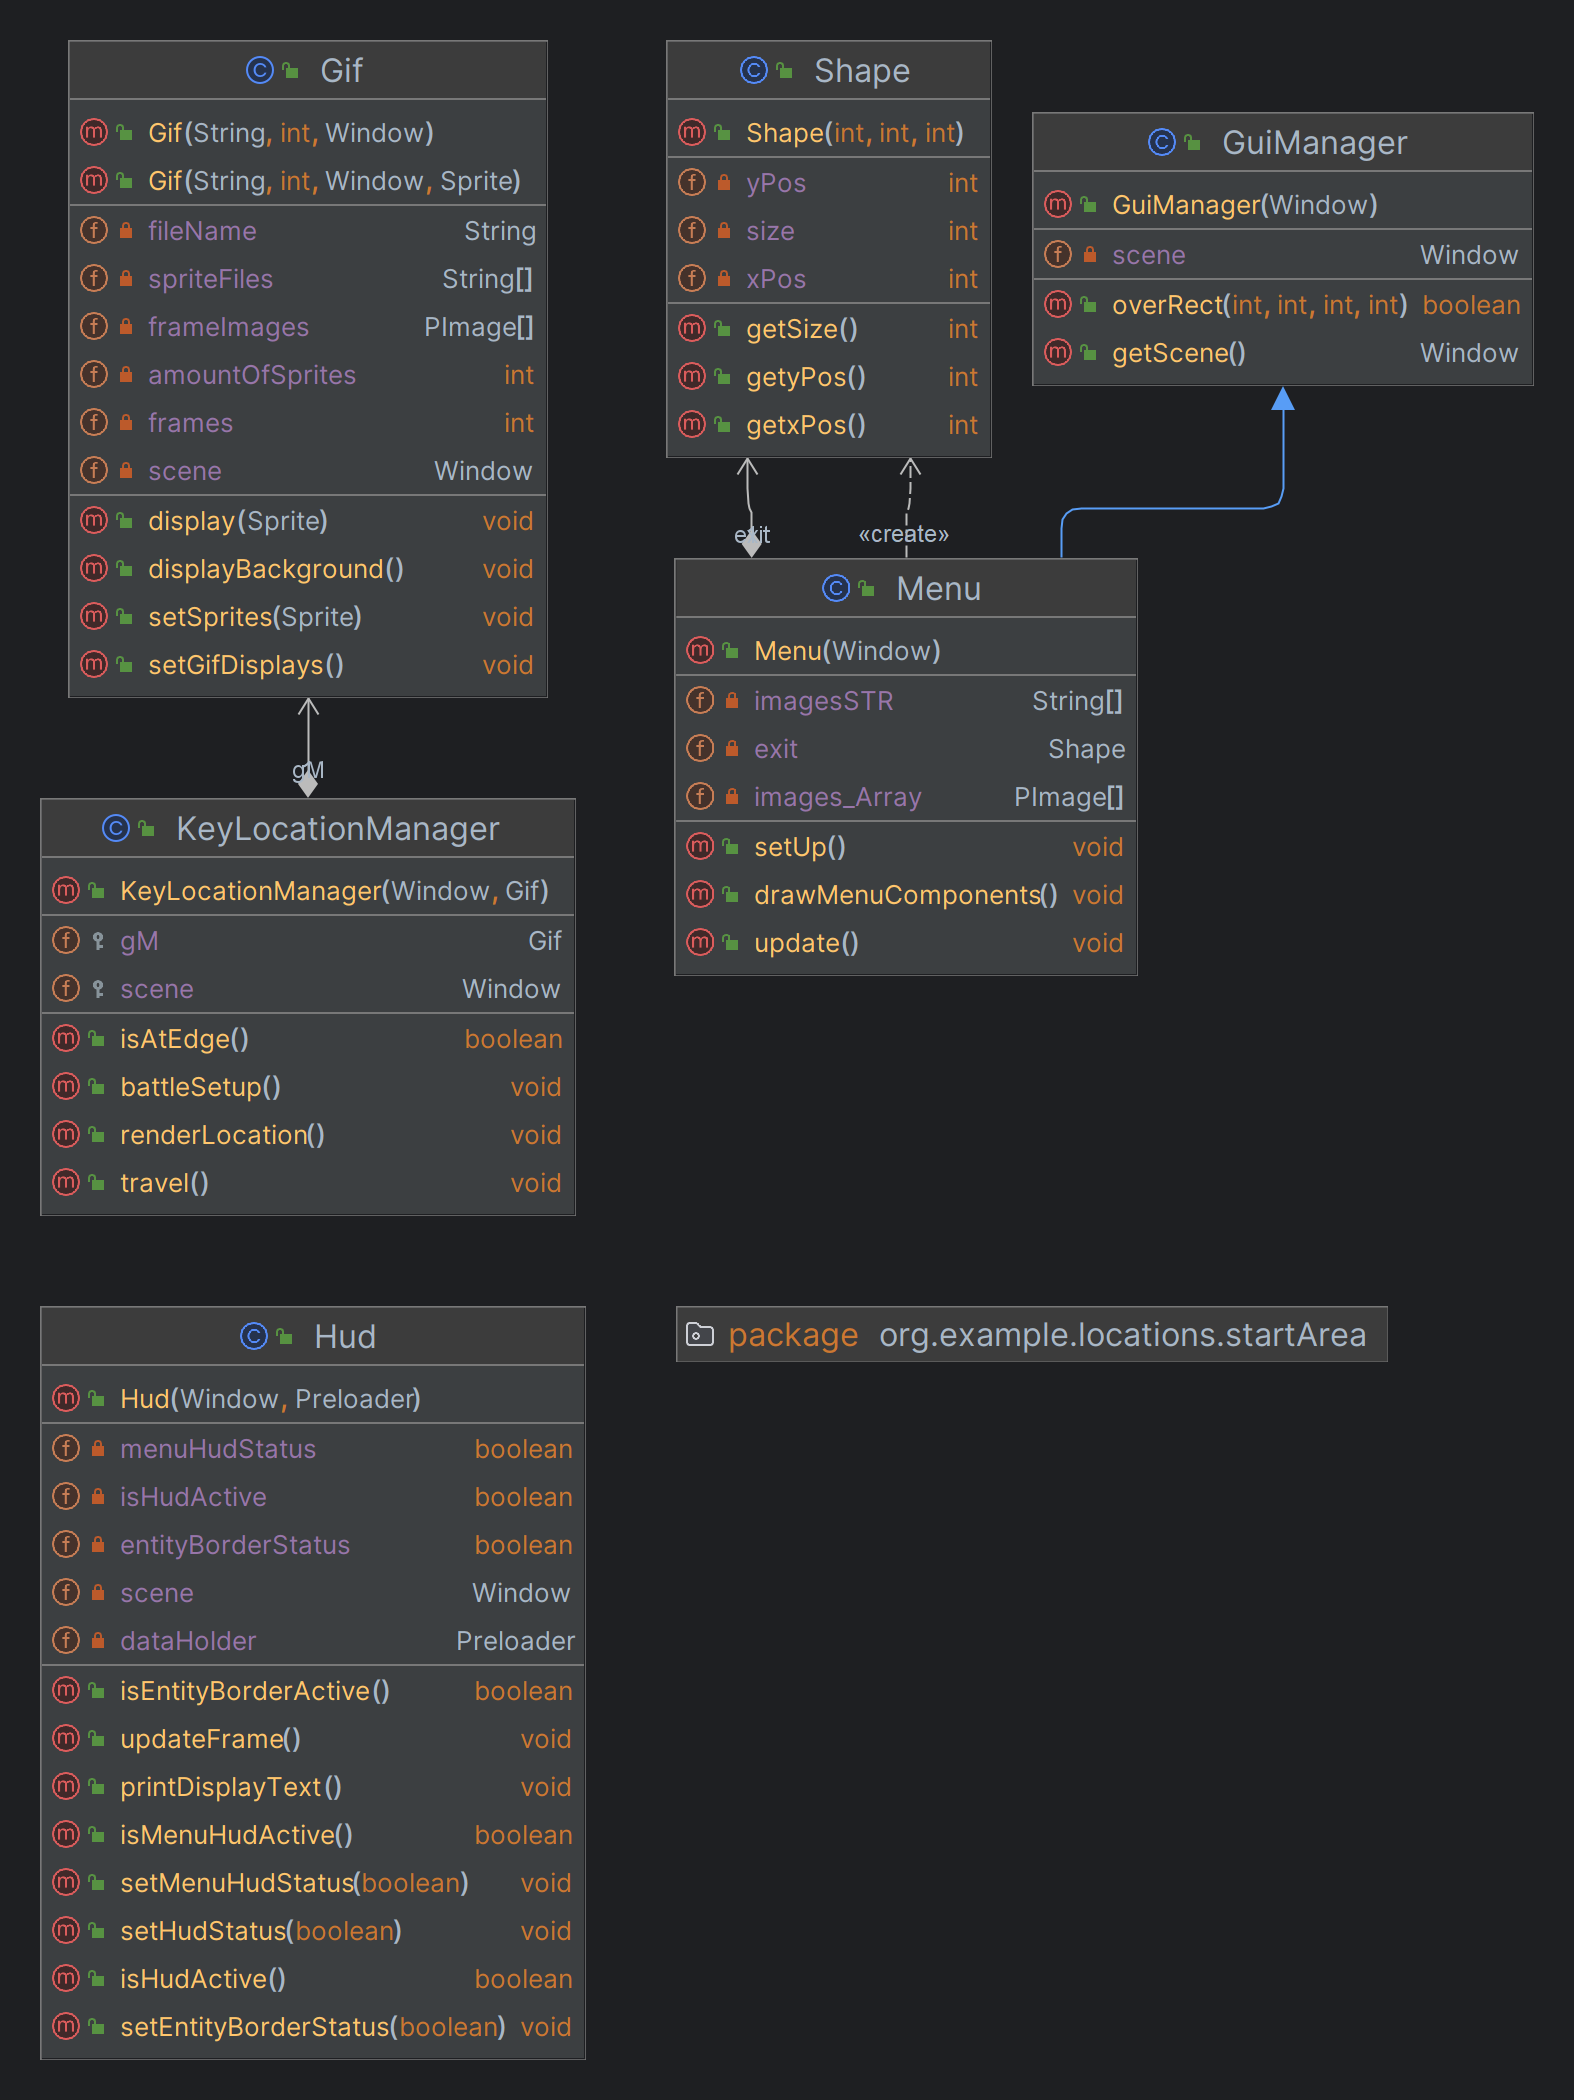 Gif
Gif(String, int, Window)
Gif(String, int, Window, Sprite)
fileName String
spriteFiles String[]
frameImages PImage[]
amountOfSprites int
frames int
scene Window
display(Sprite) void
displayBackground() void
setSprites(Sprite) void
setGifDisplays() void
Shape
Shape(int, int, int)
yPos int
size int
xPos int
getSize() int
getyPos() int
getxPos() int
GuiManager
GuiManager(Window)
scene Window
overRect(int, int, int, int) boolean
getScene() Window
exit
«create»
Menu
Menu(Window)
imagesSTR String[]
exit Shape
images_Array PImage[]
setUp() void
drawMenuComponents() void
update() void
gM
KeyLocationManager
KeyLocationManager(Window, Gif)
gM Gif
scene Window
isAtEdge() boolean
battleSetup() void
renderLocation() void
travel() void
Hud
Hud(Window, Preloader)
menuHudStatus boolean
isHudActive boolean
entityBorderStatus boolean
scene Window
dataHolder Preloader
isEntityBorderActive() boolean
updateFrame() void
printDisplayText() void
isMenuHudActive() boolean
setMenuHudStatus(boolean) void
setHudStatus(boolean) void
isHudActive() boolean
setEntityBorderStatus(boolean) void
package org.example.locations.startArea